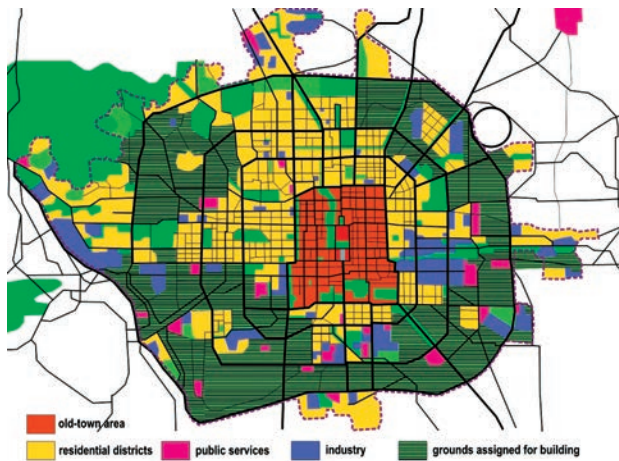 old-town area
residential districts public services industry grounds assigned for building